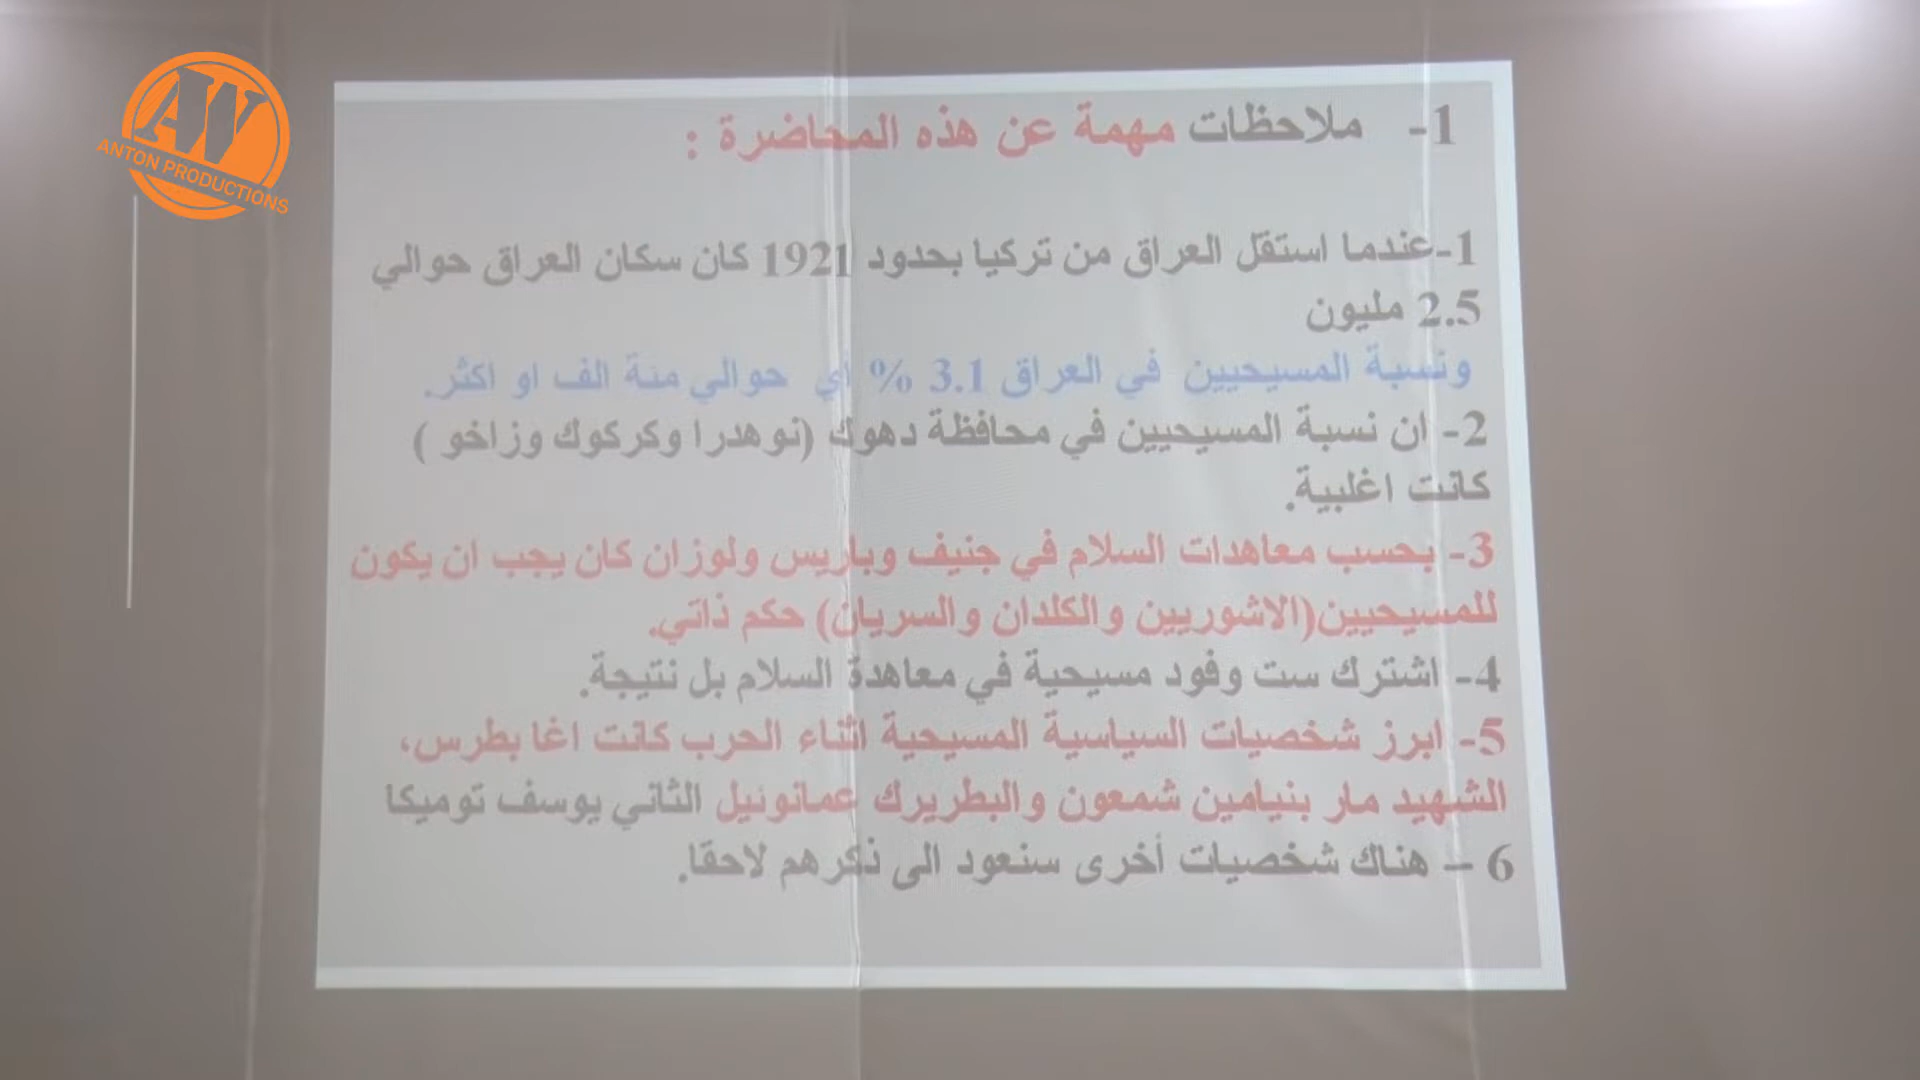 AN
ANTON PRODUCTIONS
1- ملاحظات مهمة عن هذه المحاضرة :
1-عندما استقل العراق من تركيا بحدود 1921 كان سكان العراق حوالي
2.5 مليون
ونسبة المسيحيين في العراق 3.1 % أي حوالي مئة الف او اكثر.
2- ان نسبة المسيحيين في محافظة دهوك (نوهدرا وكركوك وزاخو )
كانت اغلبية.
3- بحسب معاهدات السلام في جنيف وباريس ولوزان كان يجب ان يكون
للمسيحيين(الاشوريين والكلدان والسريان) حكم ذاتي.
4- اشترك ست وفود مسيحية في معاهدة السلام بل نتيجة.
5- ابرز شخصيات السياسية المسيحية اثناء الحرب كانت اغا بطرس،
الشهيد مار بنيامين شمعون والبطريرك عمانوئيل الثاني يوسف توميكا
6 – هناك شخصيات أخرى سنعود الى ذكرهم لاحقا.